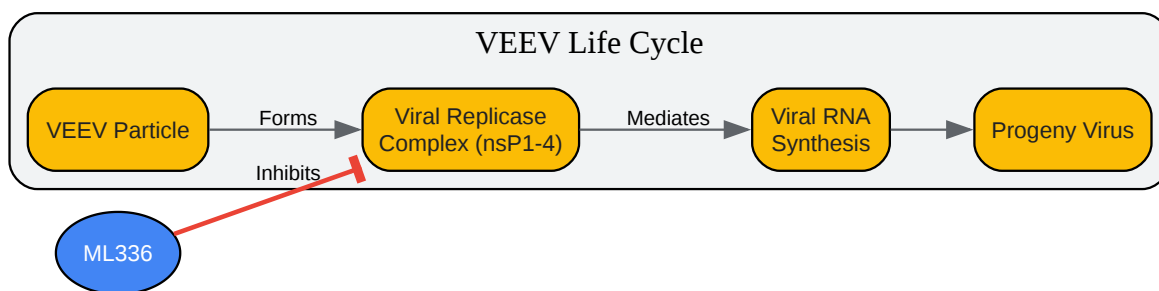 VEEV Life Cycle
VEEV Particle
Forms
Viral Replicase
Complex (nsP1-4)
Mediates
Viral RNA
Synthesis
Progeny Virus
Inhibits
ML336